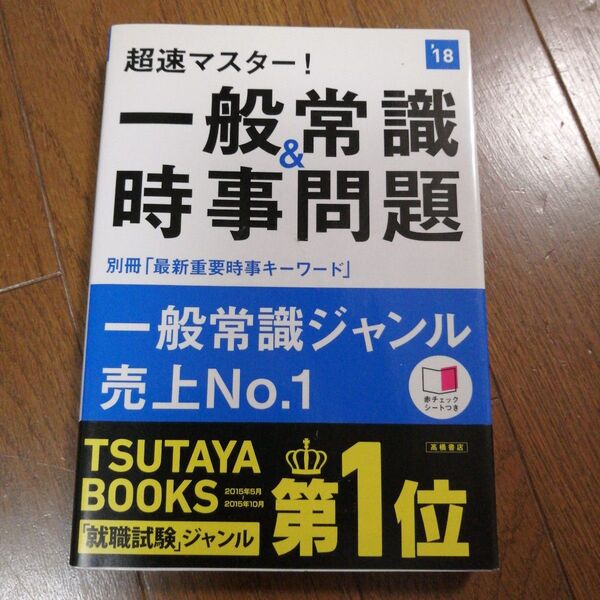 '18
超速マスター!
一般常識
&
時事問題
別冊「最新重要時事キーワード」
一般常識ジャンル
売上No.1
赤チェック
シートつき
高橋書店
TSUTAYA
BOOKS
2015年5月
~2015年10月
「就職試験」ジャンル
第1位